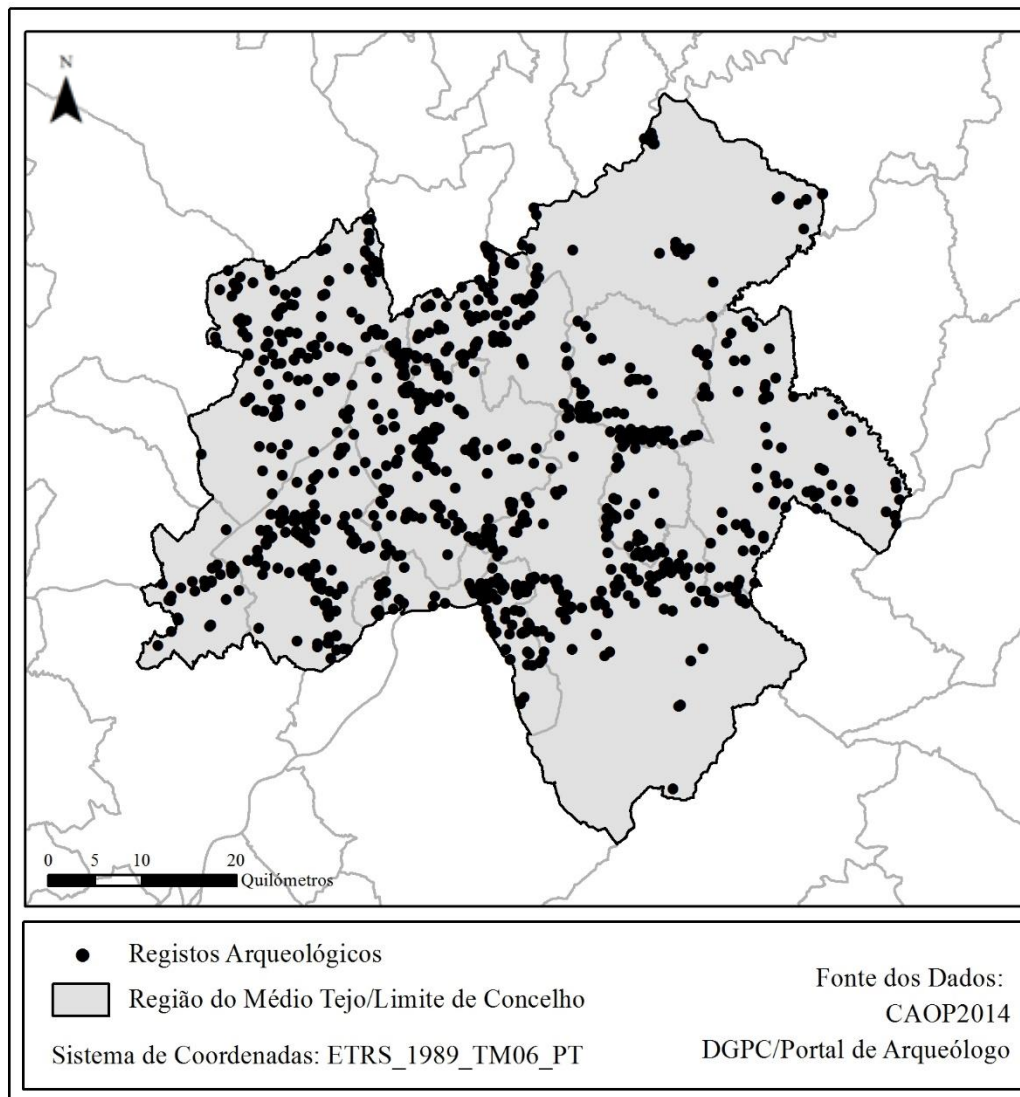 N
0 5 10 20
Quilómetros
Registos Arqueológicos
Região do Médio Tejo/Limite de Concelho
Sistema de Coordenadas: ETRS_1989_TM06_PT
Fonte dos Dados:
CAOP2014
DGPC/Portal de Arqueólogo